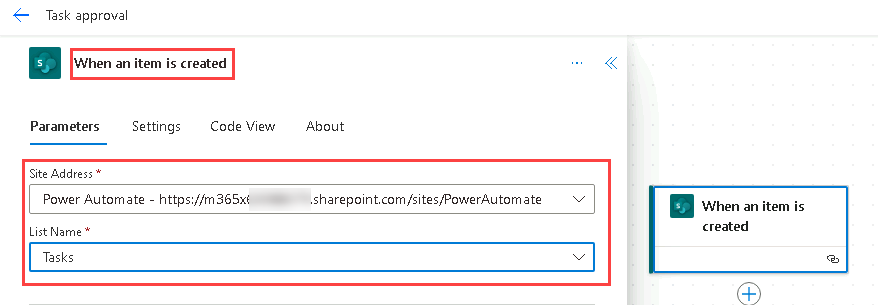 Task approval
When an item is created
Parameters Settings Code View About
Site Address *
Power Automate - https://m365x .sharepoint.com/sites/PowerAutomate
List Name *
Tasks
When an item is
created